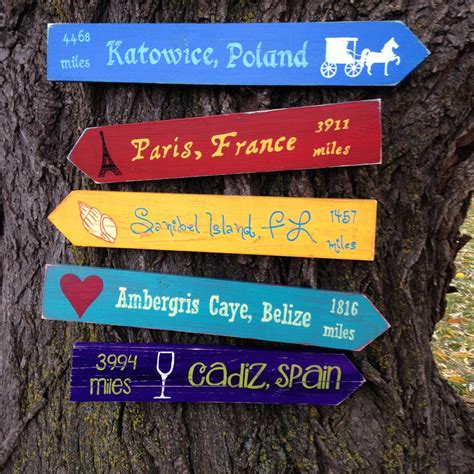 4468
miles
Katowice, Poland
Paris, France
3911
miles
Sanibel Island, FL
1457
miles
Ambergris Caye, Belize
1816
miles
3994
miles
Cadiz, Spain